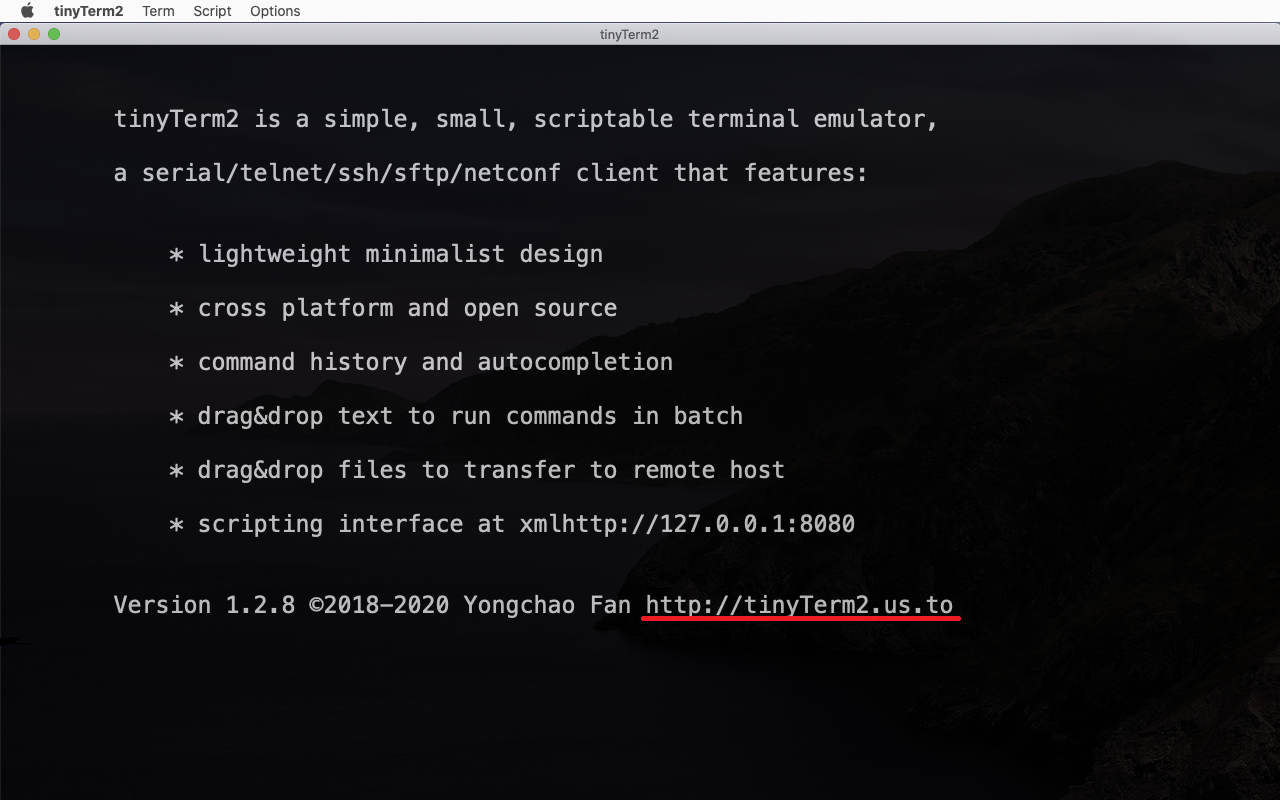 tinyTerm2 Term Script Options
tinyTerm2
tinyTerm2 is a simple, small, scriptable terminal emulator,
a serial/telnet/ssh/sftp/netconf client that features:
* lightweight minimalist design
* cross platform and open source
* command history and autocompletion
* drag&drop text to run commands in batch
* drag&drop files to transfer to remote host
* scripting interface at xmlhttp://127.0.0.1:8080
Version 1.2.8 ©2018-2020 Yongchao Fan http://tinyTerm2.us.to